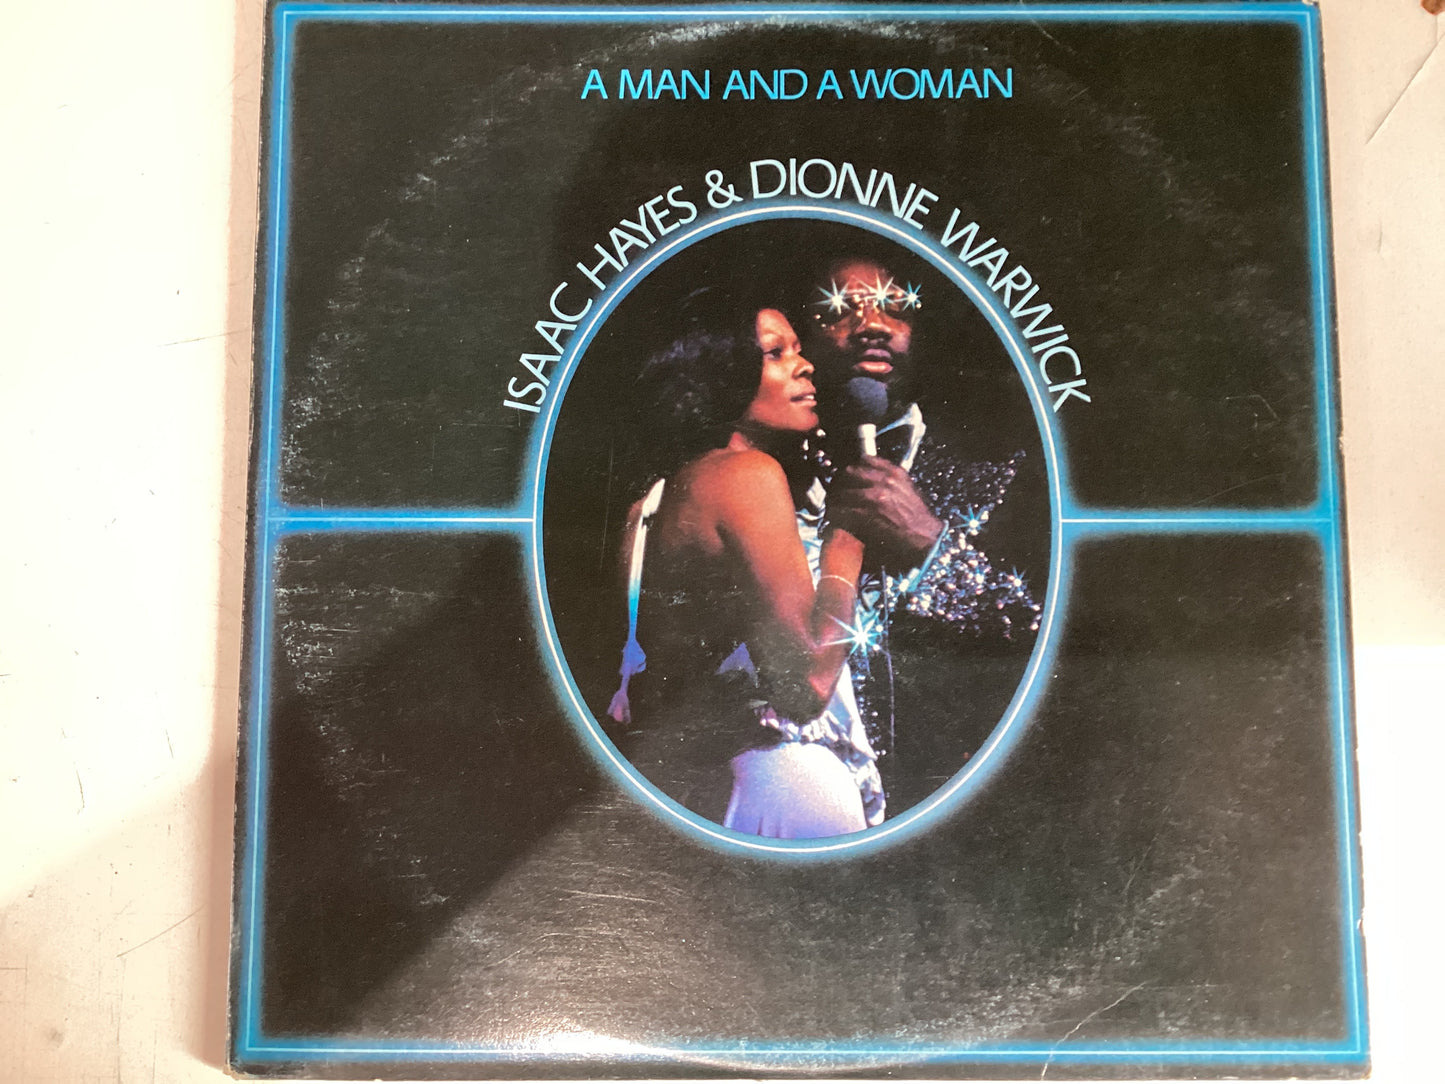 A MAN AND A WOMAN
ISAAC HAYES & DIONNE WARWICK